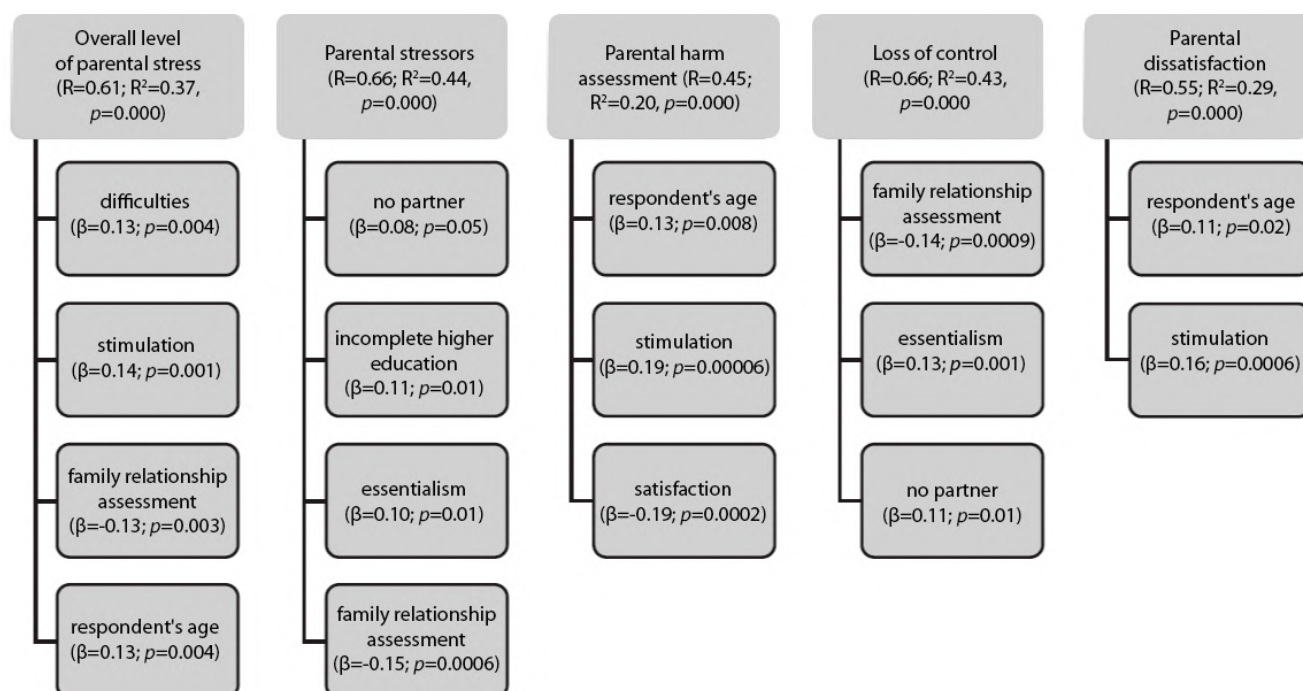 Overall level
of parental stress
(R=0.61; R²=0.37,
p=0.000)
difficulties
(β=0.13; p=0.004)
stimulation
(β=0.14; p=0.001)
family relationship
assessment
(β=-0.13; p=0.003)
respondent's age
(β=0.13; p=0.004)
Parental stressors
(R=0.66; R²=0.44,
p=0.000)
no partner
(β=0.08; p=0.05)
incomplete higher
education
(β=0.11; p=0.01)
essentialism
(β=0.10; p=0.01)
family relationship
assessment
(β=-0.15; p=0.0006)
Parental harm
assessment (R=0.45;
R²=0.20, p=0.000)
respondent's age
(β=0.13; p=0.008)
stimulation
(β=0.19; p=0.00006)
satisfaction
(β=-0.19; p=0.0002)
Loss of control
(R=0.66; R²=0.43,
p=0.000
family relationship
assessment
(β=-0.14; p=0.0009)
essentialism
(β=0.13; p=0.001)
no partner
(β=0.11; p=0.01)
Parental
dissatisfaction
(R=0.55; R²=0.29,
p=0.000)
respondent's age
(β=0.11; p=0.02)
stimulation
(β=0.16; p=0.0006)